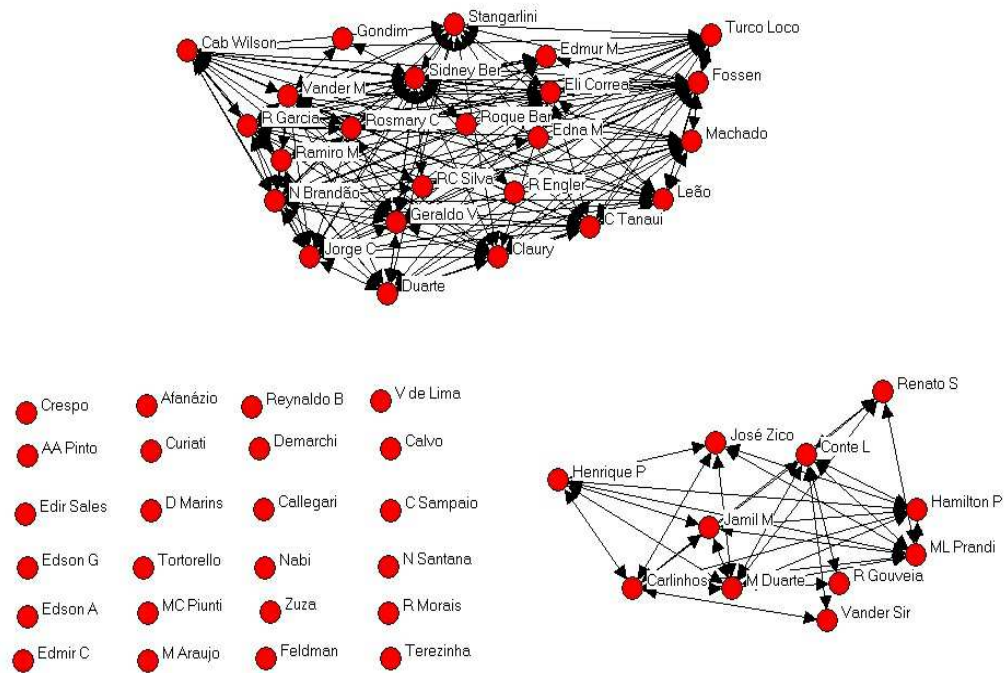 Stangarlini
Cab Wilson
Gondim
Turco Loco
Edmur M
Sidney Ber
Fossen
Vander M
Eli Correa
R Garcia
Rosmary C
Roque Bar
Edna M
Machado
Ramiro M
RC Silva
R Engler
N Brandão
Leão
Geraldo V
C Tanaui
Jorge C
Claury
Duarte
Crespo
Afanázio
Reynaldo B
V de Lima
AA Pinto
Curiati
Demarchi
Calvo
Edir Sales
D Marins
Callegari
C Sampaio
Edson G
Tortorello
Nabi
N Santana
Edson A
MC Piunti
Zuza
R Morais
Edmir C
M Araujo
Feldman
Terezinha
Renato S
José Zico
Conte L
Henrique P
Hamilton P
Jamil M
ML Prandi
Carlinhos
M Duarte
R Gouveia
Vander Sir